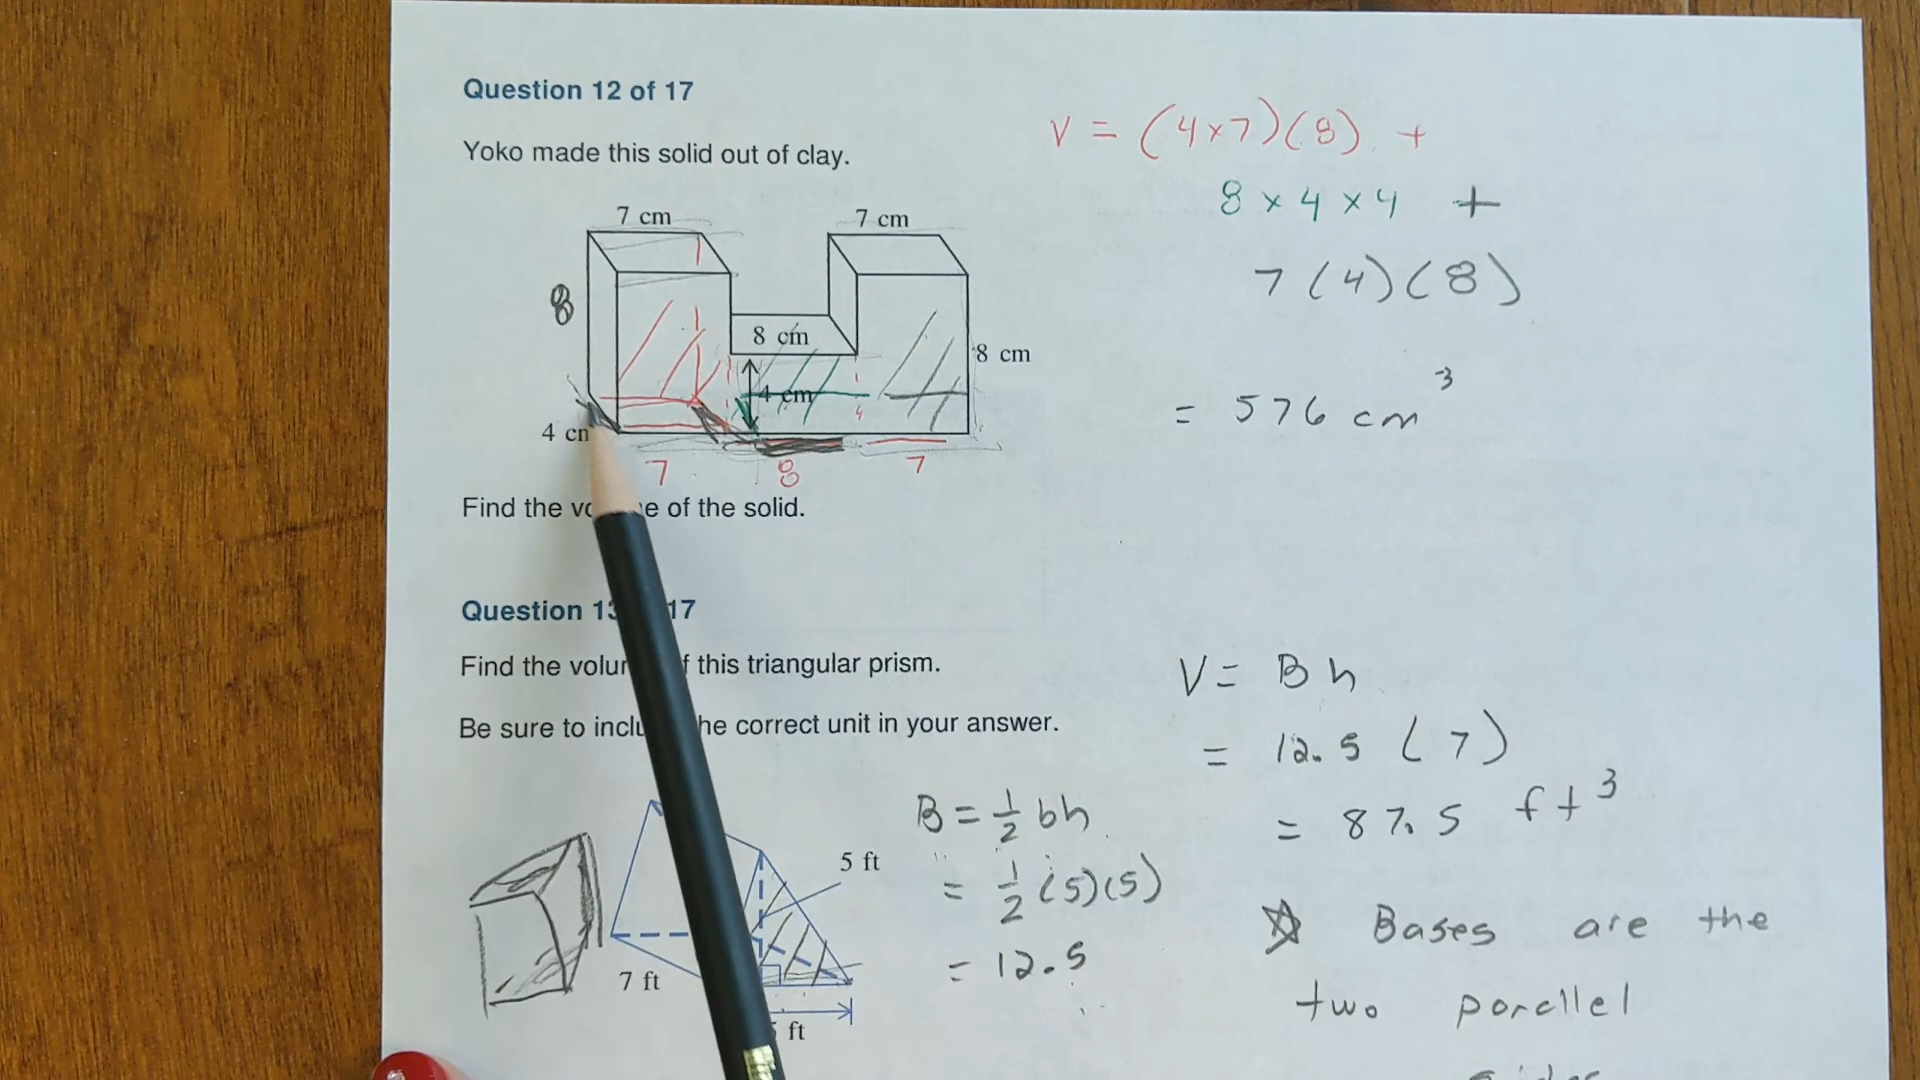 Question 12 of 17
Yoko made this solid out of clay.
7 cm
7 cm
8
8 cm
8 cm
4 cm
4
4
7
8
7
Find the of the solid.
V = (4×7)(8) +
8 × 4 × 4 +
7 (4)(8)
= 576 cm³
Question 17
Find the this triangular prism.
Be sure to correct unit in your answer.
5 ft
7 ft
ft
B = ½ bh
= ½ (5)(5)
= 12.5
V = Bh
= 12.5 (7)
= 87.5 ft³
☆ Bases are the
two parallel